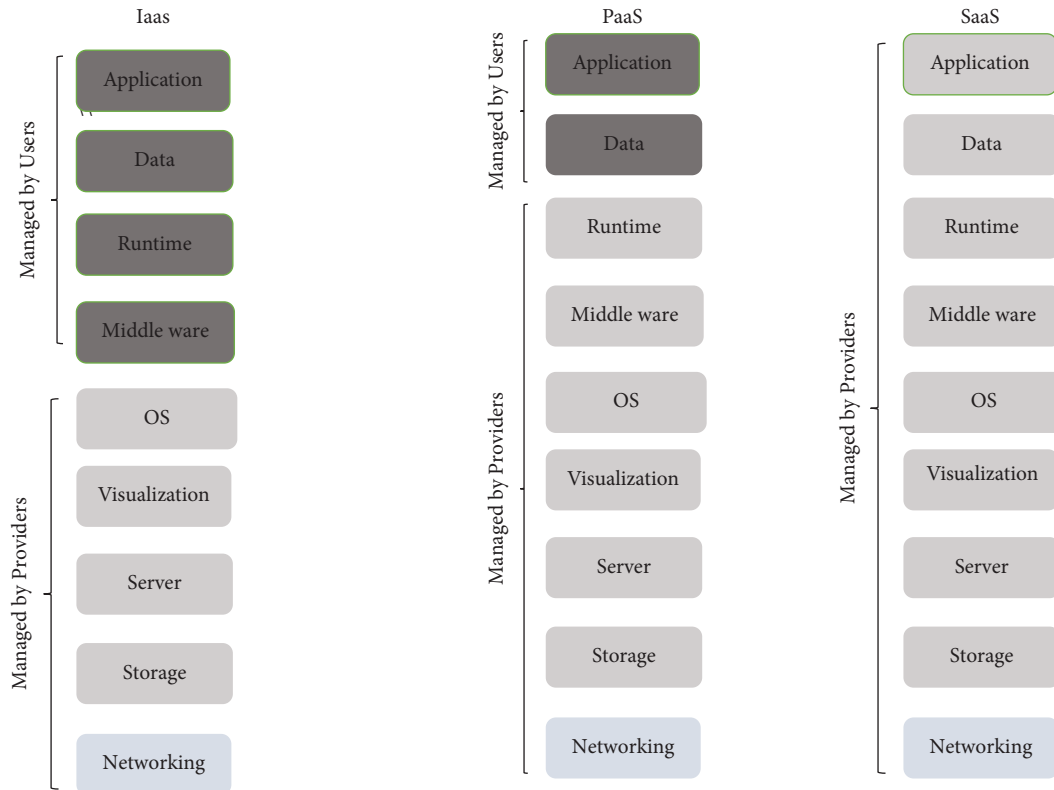 Iaas
Managed by Users
Application
Data
Runtime
Middle ware
Managed by Providers
OS
Visualization
Server
Storage
Networking
PaaS
Managed by Users
Application
Data
Managed by Providers
Runtime
Middle ware
OS
Visualization
Server
Storage
Networking
SaaS
Managed by Providers
Application
Data
Runtime
Middle ware
OS
Visualization
Server
Storage
Networking